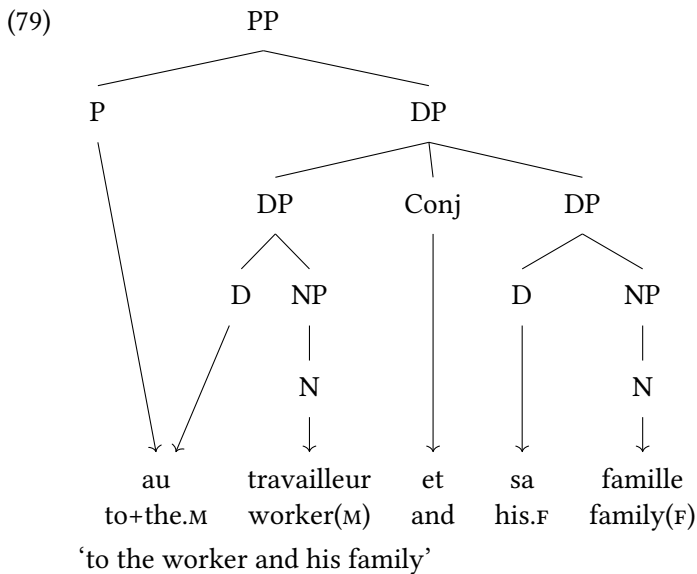 (79) PP
P DP
DP Conj DP
D NP D NP
N N
au travailleur et sa famille
to+the.M worker(M) and his.F family(F)
‘to the worker and his family’